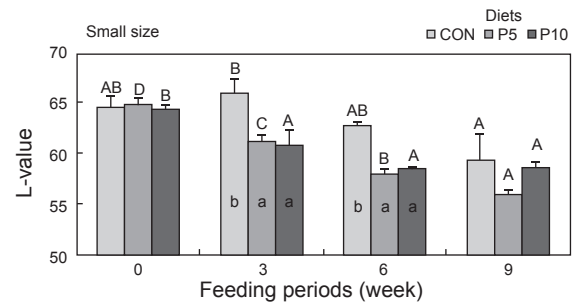 Diets
Small size
CON P5 P10
70
65
60
55
50
L-value
AB D B
B C A
AB B A
A A A
b a a
b a a
0 3 6 9
Feeding periods (week)